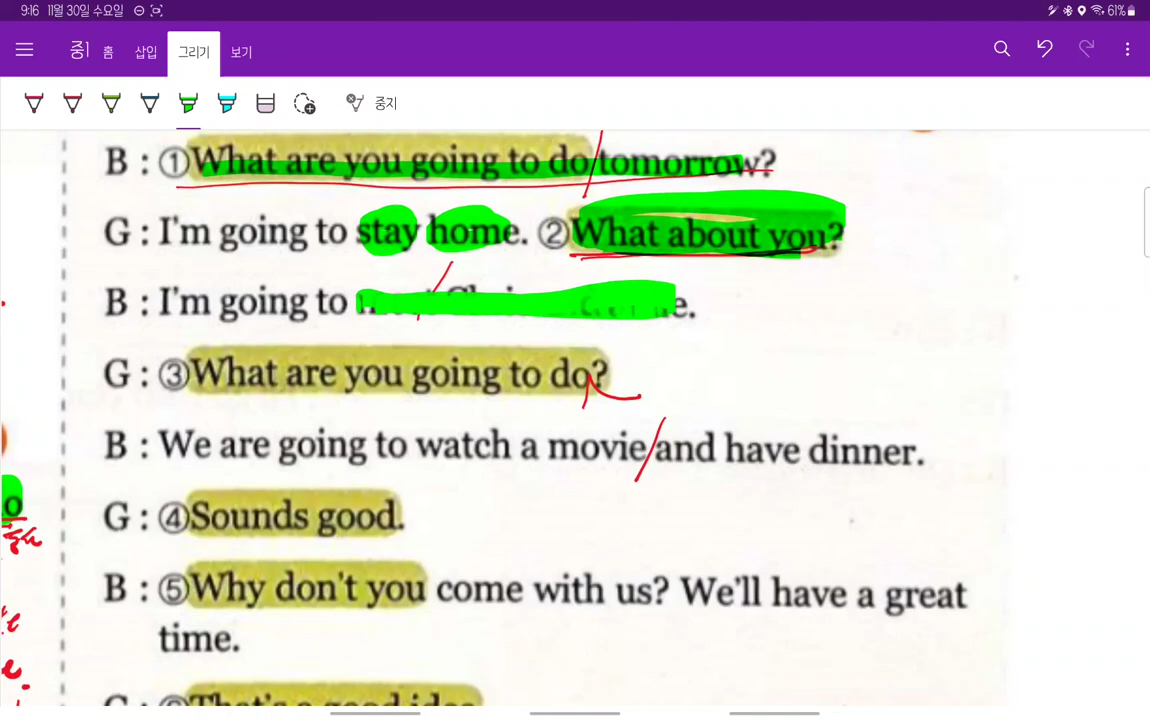 9:16 11월 30일 수요일 61%
중1 홈 삽입 그리기 보기
중지
B : ①What are you going to do tomorrow?
G : I'm going to stay home. ②What about you?
B : I'm going to
G : ③What are you going to do?
B : We are going to watch a movie and have dinner.
G : ④Sounds good.
B : ⑤Why don't you come with us? We'll have a great
time.
G : ⑥That's a good idea